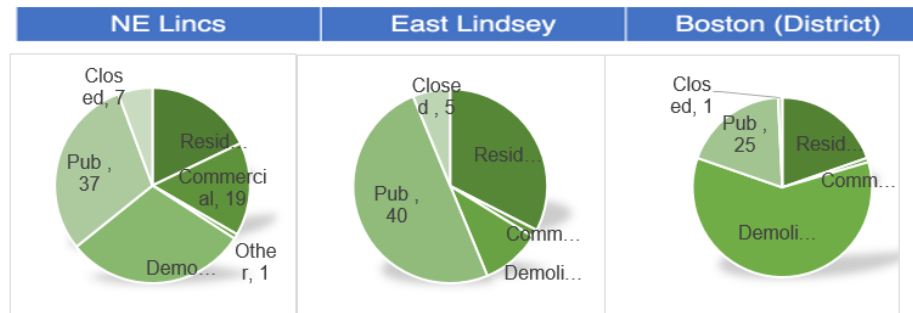 NE Lincs
East Lindsey
Boston (District)
Clos
ed, 7
Resid...
Commerci
al, 19
Othe
r, 1
Demo...
Pub ,
37
Close
d , 5
Resid...
Comm...
Demoli...
Pub ,
40
Clos
ed, 1
Resid...
Comm...
Demoli...
Pub ,
25